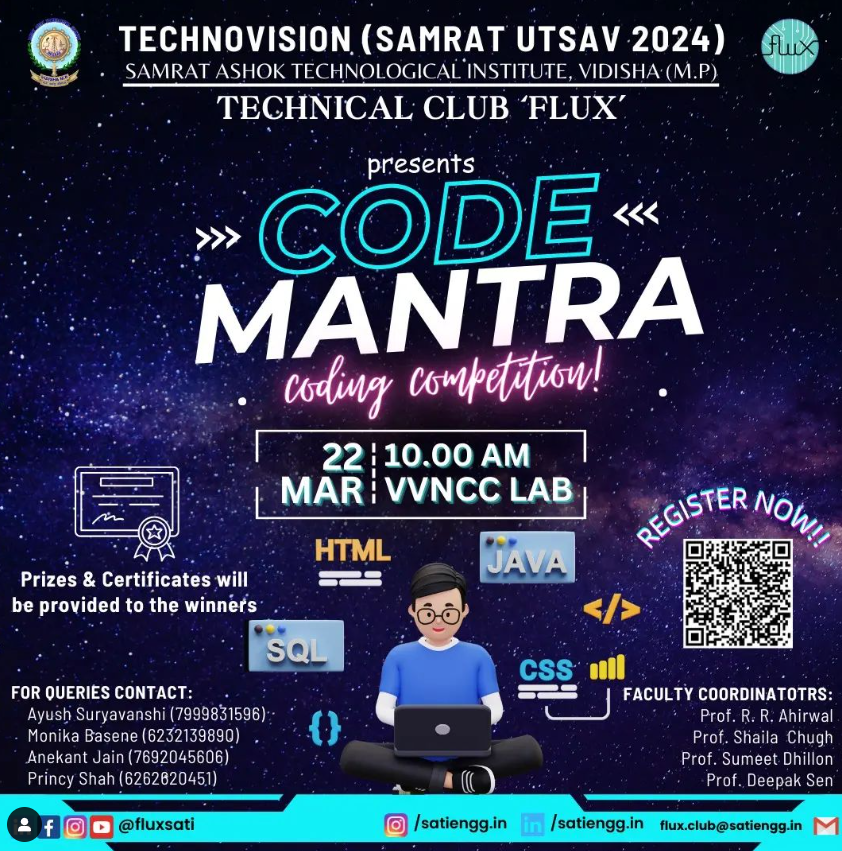 TECHNOVISION (SAMRAT UTSAV 2024)
SAMRAT ASHOK TECHNOLOGICAL INSTITUTE, VIDISHA (M.P)
TECHNICAL CLUB ‘FLUX’
flux
presents
CODE
MANTRA
coding competition!
22 MAR
10.00 AM
VVNCC LAB
REGISTER NOW!!
Prizes & Certificates will
be provided to the winners
HTML
JAVA
</>
SQL
CSS
{}
FOR QUERIES CONTACT:
Ayush Suryavanshi (7999831596)
Monika Basene (6232139890)
Anekant Jain (7692045606)
Princy Shah (6262820451)
FACULTY COORDINATOTRS:
Prof. R. R. Ahirwal
Prof. Shaila Chugh
Prof. Sumeet Dhillon
Prof. Deepak Sen
@fluxsati
/satiengg.in
/satiengg.in
flux.club@satiengg.in